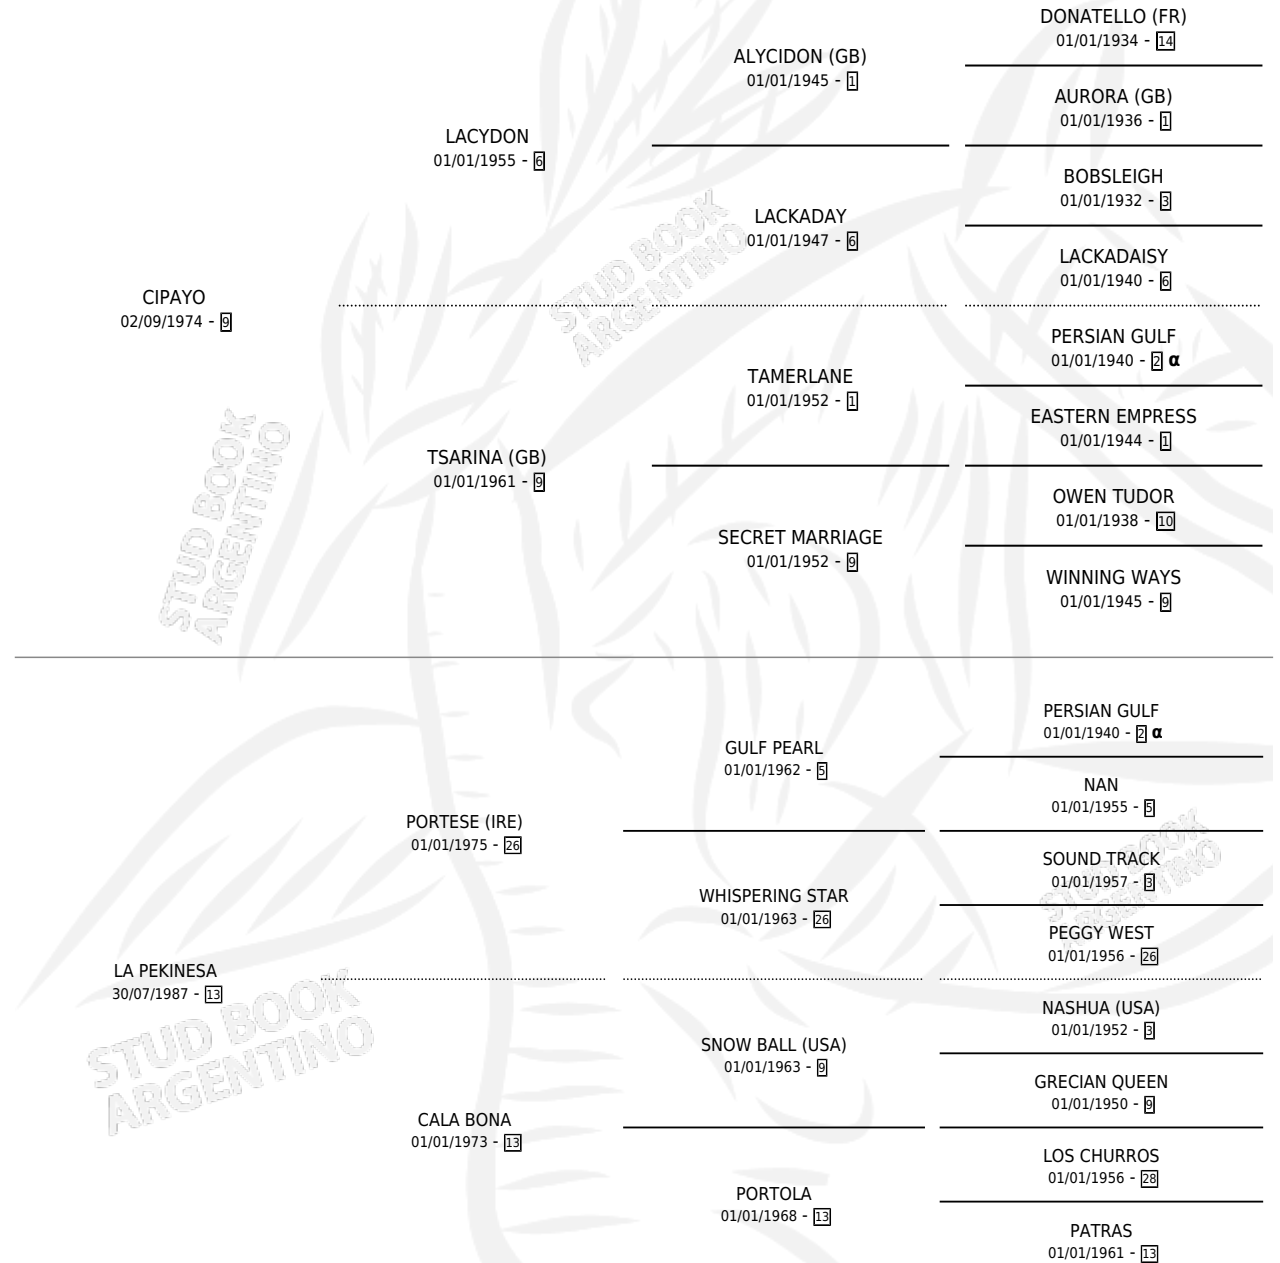 DONATELLO (FR)
01/01/1934 - 14
ALYCIDON (GB)
01/01/1945 - 1
AURORA (GB)
01/01/1936 - 1
LACYDON
01/01/1955 - 6
BOBSLEIGH
01/01/1932 - 3
LACKADAY
01/01/1947 - 6
LACKADAISY
01/01/1940 - 6
CIPAYO
02/09/1974 - 9
PERSIAN GULF
01/01/1940 - 2 α
TAMERLANE
01/01/1952 - 1
EASTERN EMPRESS
01/01/1944 - 1
TSARINA (GB)
01/01/1961 - 9
OWEN TUDOR
01/01/1938 - 10
SECRET MARRIAGE
01/01/1952 - 9
WINNING WAYS
01/01/1945 - 9
STUD BOOK
ARGENTINO
STUD BOOK
ARGENTINO
PERSIAN GULF
01/01/1940 - 2 α
GULF PEARL
01/01/1962 - 5
NAN
01/01/1955 - 5
PORTESE (IRE)
01/01/1975 - 26
SOUND TRACK
01/01/1957 - 3
WHISPERING STAR
01/01/1963 - 26
PEGGY WEST
01/01/1956 - 26
LA PEKINESA
30/07/1987 - 13
NASHUA (USA)
01/01/1952 - 3
SNOW BALL (USA)
01/01/1963 - 9
GRECIAN QUEEN
01/01/1950 - 9
CALA BONA
01/01/1973 - 13
LOS CHURROS
01/01/1956 - 28
PORTOLA
01/01/1968 - 13
PATRAS
01/01/1961 - 13
STUD BOOK
ARGENTINO
STUD BOOK
ARGENTINO